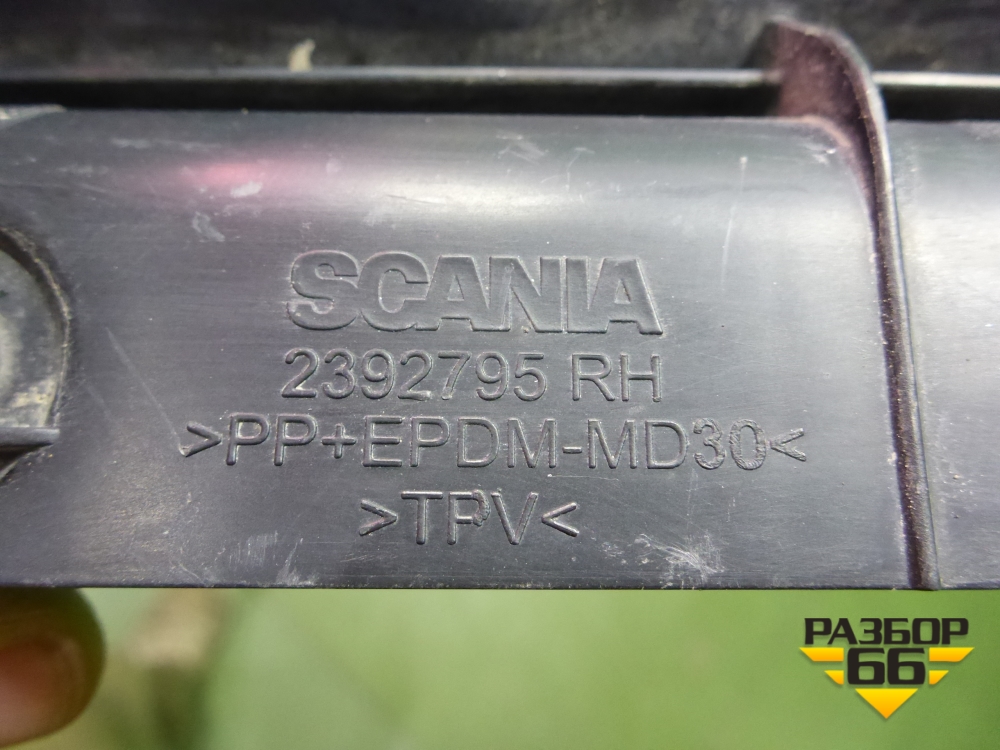 SCANIA
2392795 RH
>PP+EPDM-MD30<
>TPV<
РАЗБОР
66